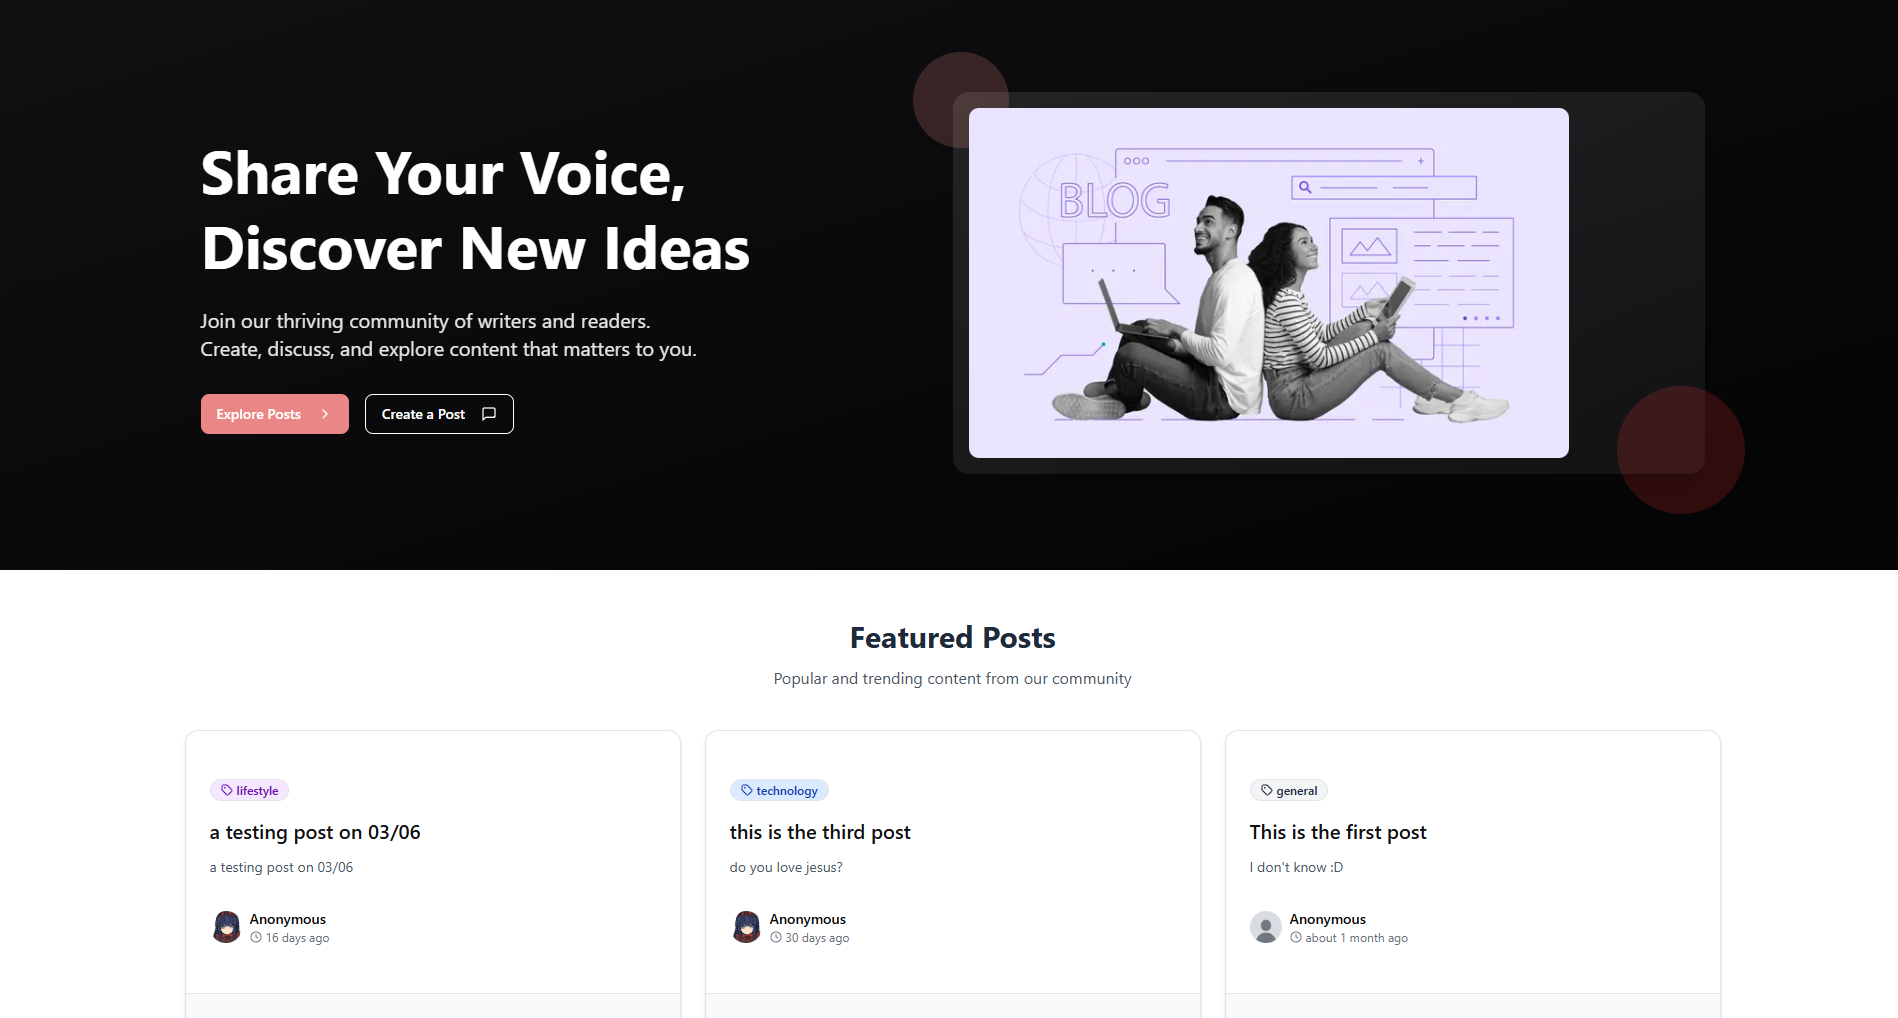 Share Your Voice,
Discover New Ideas
Join our thriving community of writers and readers.
Create, discuss, and explore content that matters to you.
Explore Posts
Create a Post
BLOG
Featured Posts
Popular and trending content from our community
lifestyle
a testing post on 03/06
a testing post on 03/06
Anonymous
16 days ago
technology
this is the third post
do you love jesus?
Anonymous
30 days ago
general
This is the first post
I don't know :D
Anonymous
about 1 month ago